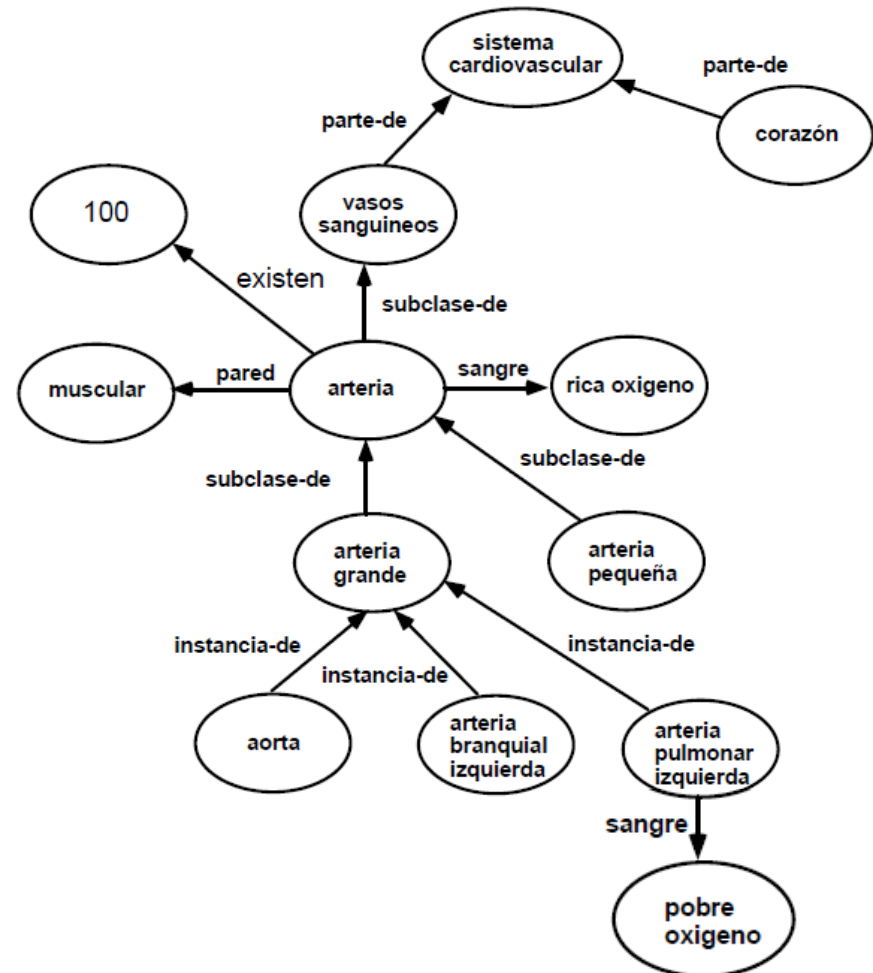 sistema
cardiovascular
parte-de
parte-de
corazón
vasos
sanguineos
100
existen
subclase-de
muscular
pared
arteria
sangre
rica oxigeno
subclase-de
subclase-de
arteria
grande
arteria
pequeña
instancia-de
instancia-de
instancia-de
aorta
arteria
branquial
izquierda
arteria
pulmonar
izquierda
sangre
pobre
oxigeno